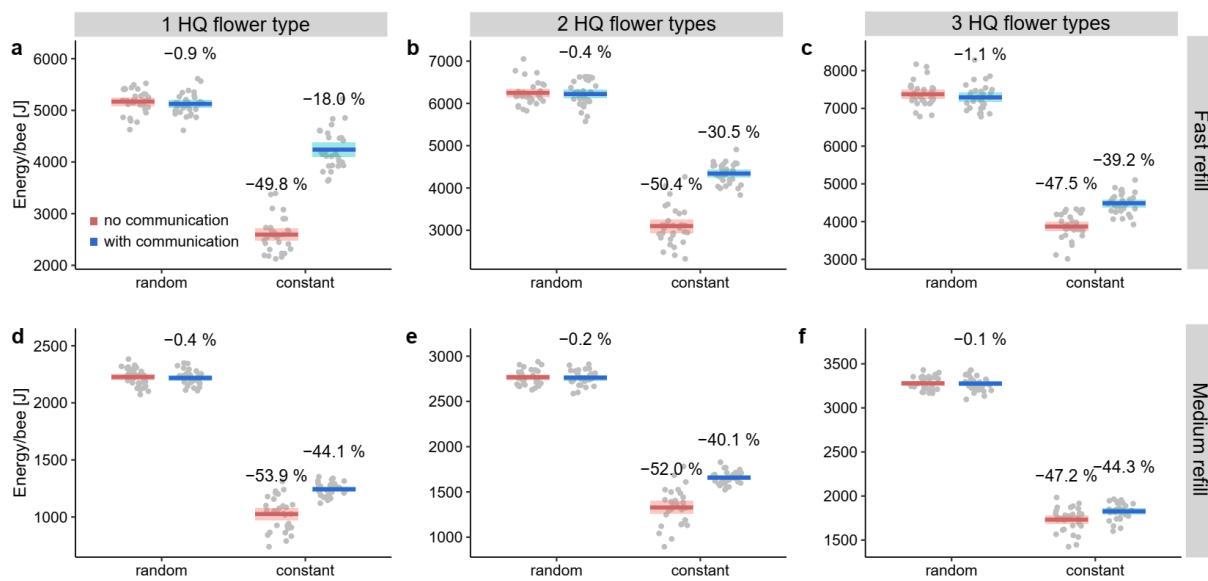 1 HQ flower type
2 HQ flower types
3 HQ flower types
a
b
c
−0.9 %
−0.4 %
−1.1 %
6000
5000
4000
3000
2000
Energy/bee [J]
−18.0 %
−49.8 %
no communication
with communication
random
constant
7000
6000
5000
4000
3000
−30.5 %
−50.4 %
random
constant
8000
7000
6000
5000
4000
3000
−39.2 %
−47.5 %
random
constant
Fast refill
d
e
f
−0.4 %
−0.2 %
−0.1 %
2500
2000
1500
1000
Energy/bee [J]
−44.1 %
−53.9 %
random
constant
3000
2500
2000
1500
1000
−40.1 %
−52.0 %
random
constant
3500
3000
2500
2000
1500
−47.2 %
−44.3 %
random
constant
Medium refill